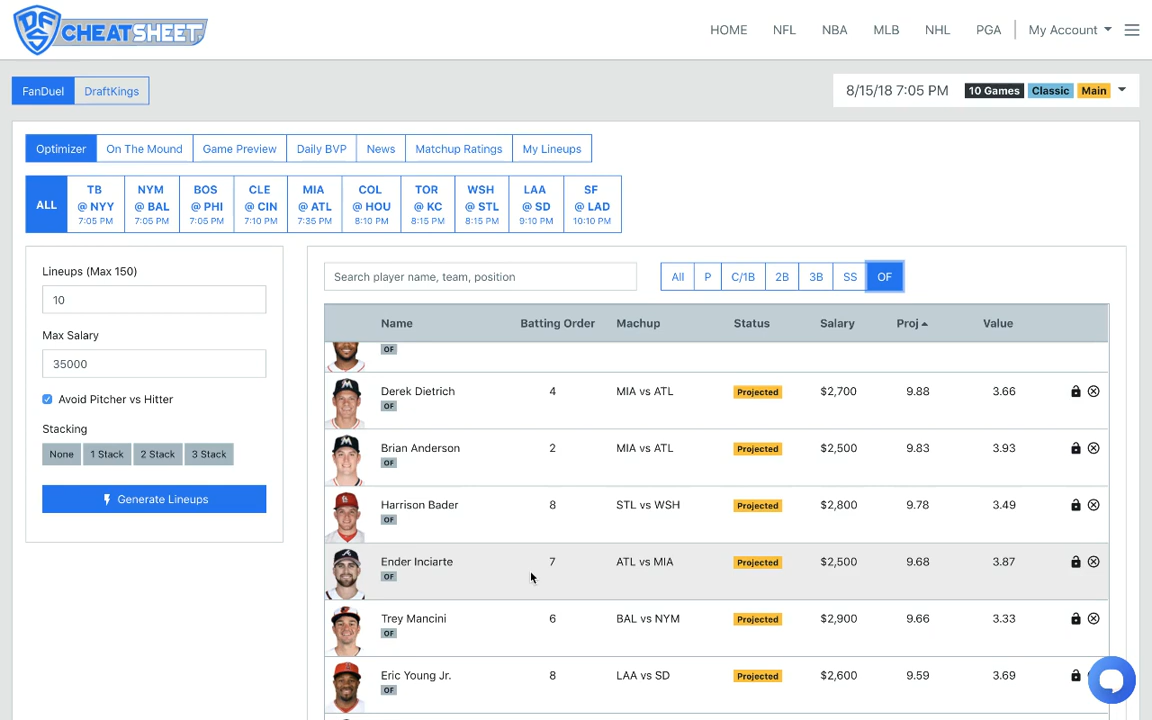 DFS CHEATSHEET
HOME NFL NBA MLB NHL PGA My Account
FanDuel DraftKings
8/15/18 7:05 PM 10 Games Classic Main
Optimizer On The Mound Game Preview Daily BVP News Matchup Ratings My Lineups
ALL
TB @ NYY 7:05 PM
NYM @ BAL 7:05 PM
BOS @ PHI 7:05 PM
CLE @ CIN 7:10 PM
MIA @ ATL 7:35 PM
COL @ HOU 8:10 PM
TOR @ KC 8:15 PM
WSH @ STL 8:15 PM
LAA @ SD 9:10 PM
SF @ LAD 10:10 PM
Lineups (Max 150)
10
Max Salary
35000
Avoid Pitcher vs Hitter
Stacking
None 1 Stack 2 Stack 3 Stack
Generate Lineups
Search player name, team, position
All P C/1B 2B 3B SS OF
Name Batting Order Machup Status Salary Proj Value
OF
Derek Dietrich 4 MIA vs ATL Projected $2,700 9.88 3.66
OF
Brian Anderson 2 MIA vs ATL Projected $2,500 9.83 3.93
OF
Harrison Bader 8 STL vs WSH Projected $2,800 9.78 3.49
OF
Ender Inciarte 7 ATL vs MIA Projected $2,500 9.68 3.87
OF
Trey Mancini 6 BAL vs NYM Projected $2,900 9.66 3.33
OF
Eric Young Jr. 8 LAA vs SD Projected $2,600 9.59 3.69
OF